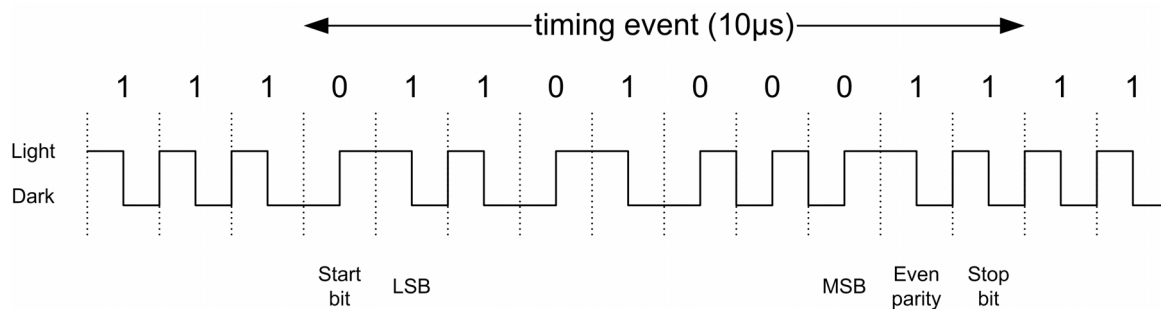 timing event (10µs)
1 1 1 0 1 1 0 1 0 0 0 1 1 1 1
Light
Dark
Start bit
LSB
MSB
Even parity
Stop bit